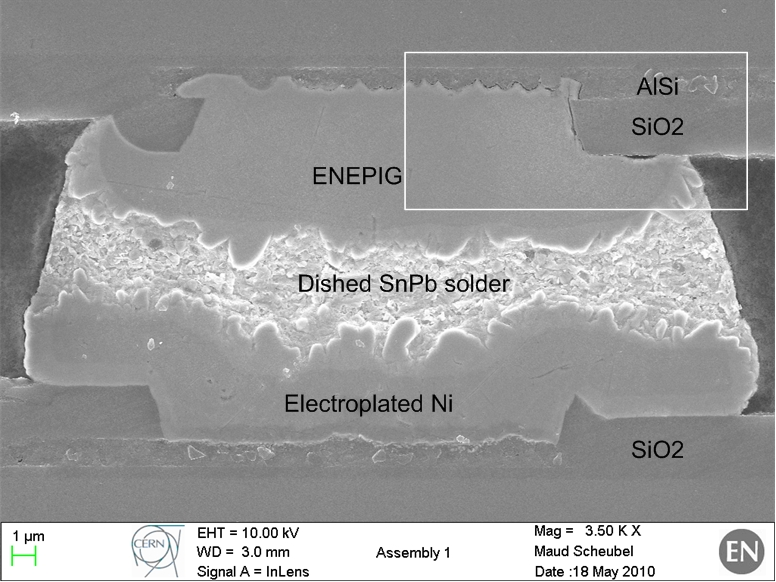 AlSi
SiO2
ENEPIG
Dished SnPb solder
Electroplated Ni
SiO2
1 µm
CERN
EHT = 10.00 kV
WD = 3.0 mm
Signal A = InLens
Assembly 1
Mag = 3.50 K X
Maud Scheubel
Date :18 May 2010
EN